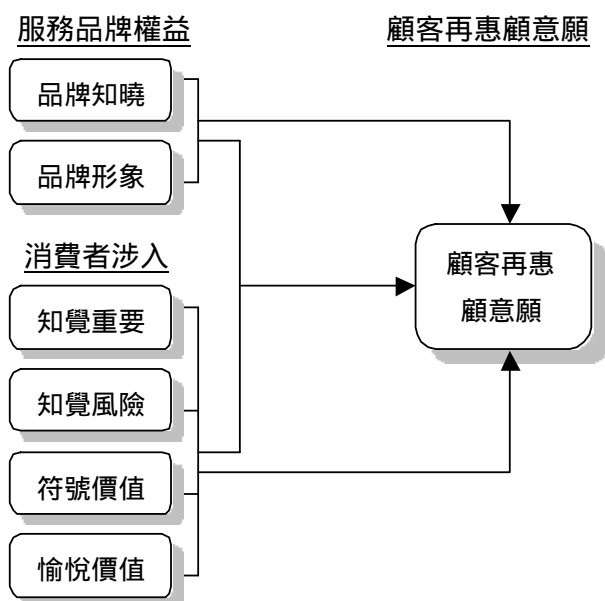 服務品牌權益
顧客再惠顧意願
品牌知曉
品牌形象
消費者涉入
知覺重要
知覺風險
符號價值
愉悅價值
顧客再惠
顧意願